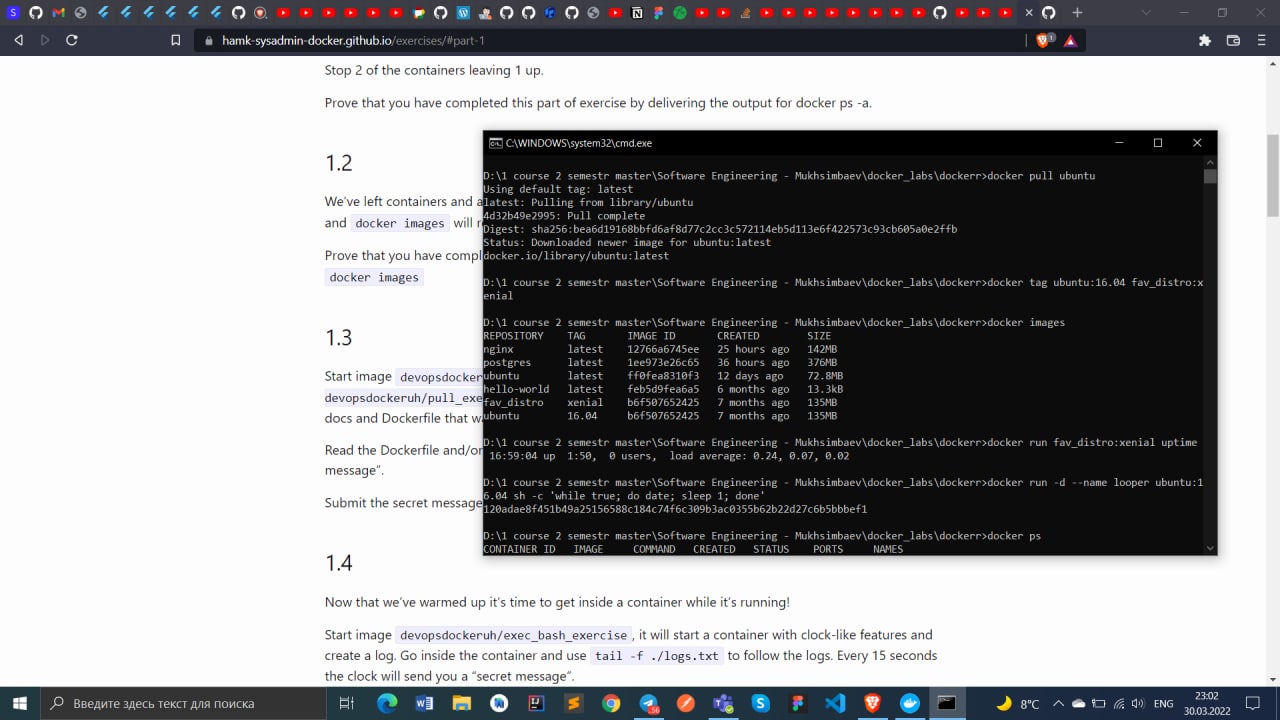 hamk-sysadmin-docker.github.io/exercises/#part-1
1
Stop 2 of the containers leaving 1 up.
Prove that you have completed this part of exercise by delivering the output for docker ps -a.
1.2
We've left containers and a
and docker images will r
Prove that you have compl
docker images
1.3
Start image devopsdocker
devopsdockeruh/pull_exe
docs and Dockerfile that w
Read the Dockerfile and/or
message".
Submit the secret message
C:\WINDOWS\system32\cmd.exe
D:\1 course 2 semestr master\Software Engineering - Mukhsimbaev\docker_labs\dockerr>docker pull ubuntu
Using default tag: latest
latest: Pulling from library/ubuntu
4d32b49e2995: Pull complete
Digest: sha256:bea6d19168bbfd6af8d77c2cc3c572114eb5d113e6f422573c93cb605a0e2ffb
Status: Downloaded newer image for ubuntu:latest
docker.io/library/ubuntu:latest
D:\1 course 2 semestr master\Software Engineering - Mukhsimbaev\docker_labs\dockerr>docker tag ubuntu:16.04 fav_distro:x
enial
D:\1 course 2 semestr master\Software Engineering - Mukhsimbaev\docker_labs\dockerr>docker images
REPOSITORY TAG IMAGE ID CREATED SIZE
nginx latest 12766a6745ee 25 hours ago 142MB
postgres latest 1ee973e26c65 36 hours ago 376MB
ubuntu latest ff0fea8310f3 12 days ago 72.8MB
hello-world latest feb5d9fea6a5 6 months ago 13.3kB
fav_distro xenial b6f507652425 7 months ago 135MB
ubuntu 16.04 b6f507652425 7 months ago 135MB
D:\1 course 2 semestr master\Software Engineering - Mukhsimbaev\docker_labs\dockerr>docker run fav_distro:xenial uptime
16:59:04 up 1:50, 0 users, load average: 0.24, 0.07, 0.02
D:\1 course 2 semestr master\Software Engineering - Mukhsimbaev\docker_labs\dockerr>docker run -d --name looper ubuntu:1
6.04 sh -c 'while true; do date; sleep 1; done'
120adae8f451b49a25156588c184c74f6c309b3ac0355b62b22d27c6b5bbbef1
D:\1 course 2 semestr master\Software Engineering - Mukhsimbaev\docker_labs\dockerr>docker ps
CONTAINER ID IMAGE COMMAND CREATED STATUS PORTS NAMES
1.4
Now that we've warmed up it's time to get inside a container while it's running!
Start image devopsdockeruh/exec_bash_exercise, it will start a container with clock-like features and
create a log. Go inside the container and use tail -f ./logs.txt to follow the logs. Every 15 seconds
the clock will send you a "secret message".
Введите здесь текст для поиска
8°C
ENG
23:02
30.03.2022